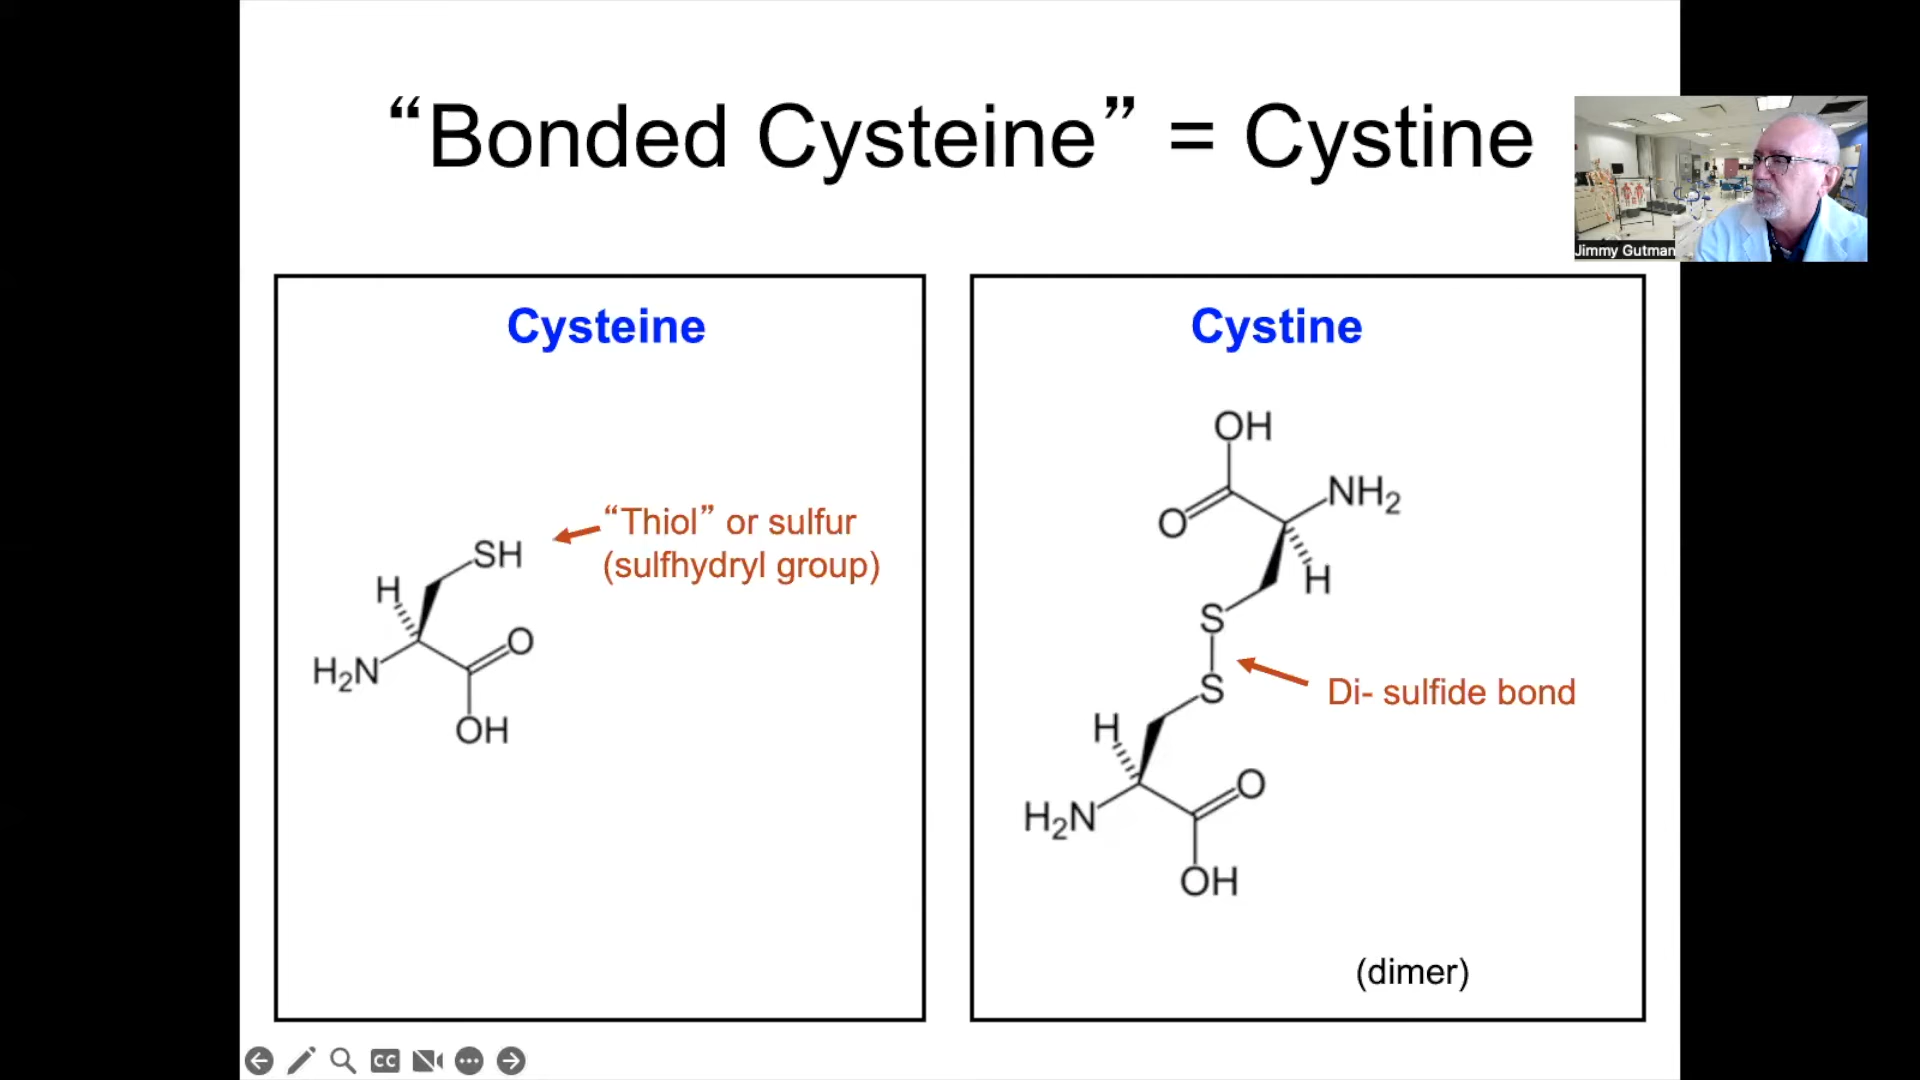 “Bonded Cysteine” = Cystine
Jimmy Gutman
Cysteine
“Thiol” or sulfur
(sulfhydryl group)
SH
H
O
H₂N
OH
Cystine
OH
NH₂
O
H
S
S
Di- sulfide bond
H
O
H₂N
OH
(dimer)
CC